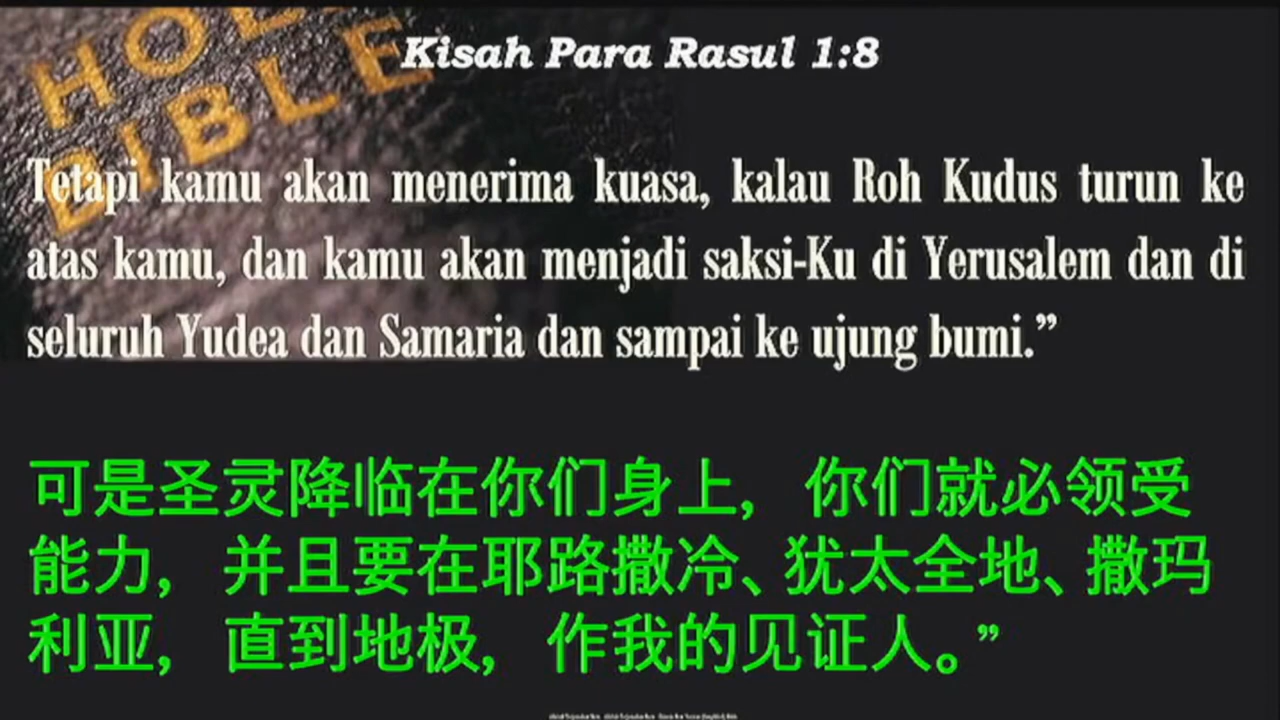 HOLY
BIBLE
Kisah Para Rasul 1:8
Tetapi kamu akan menerima kuasa, kalau Roh Kudus turun ke
atas kamu, dan kamu akan menjadi saksi-Ku di Yerusalem dan di
seluruh Yudea dan Samaria dan sampai ke ujung bumi.”
可是圣灵降临在你们身上，你们就必领受
能力，并且要在耶路撒冷、犹太全地、撒玛
利亚，直到地极，作我的见证人。”